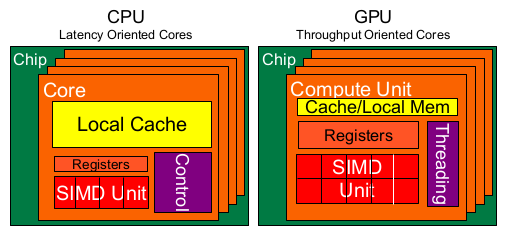 CPU
Latency Oriented Cores
Chip
Core
Local Cache
Registers
SIMD Unit
Control
GPU
Throughput Oriented Cores
Chip
Compute Unit
Cache/Local Mem
Registers
SIMD
Unit
Threading